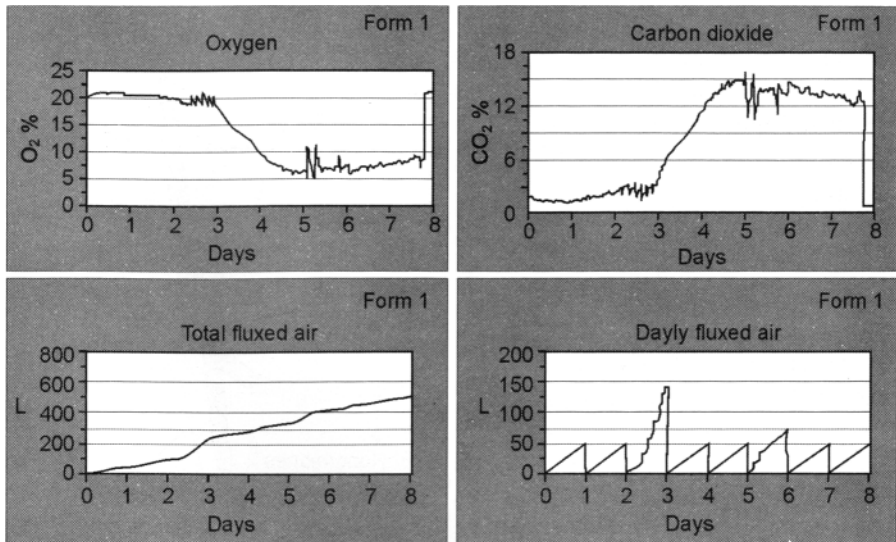 Form 1
Oxygen
O2 %
25
20
15
10
5
0
0 1 2 3 4 5 6 7 8
Days
Form 1
Carbon dioxide
CO2 %
18
12
6
0
0 1 2 3 4 5 6 7 8
Days
Form 1
Total fluxed air
L
800
600
400
200
0
0 1 2 3 4 5 6 7 8
Days
Form 1
Dayly fluxed air
L
200
150
100
50
0
0 1 2 3 4 5 6 7 8
Days